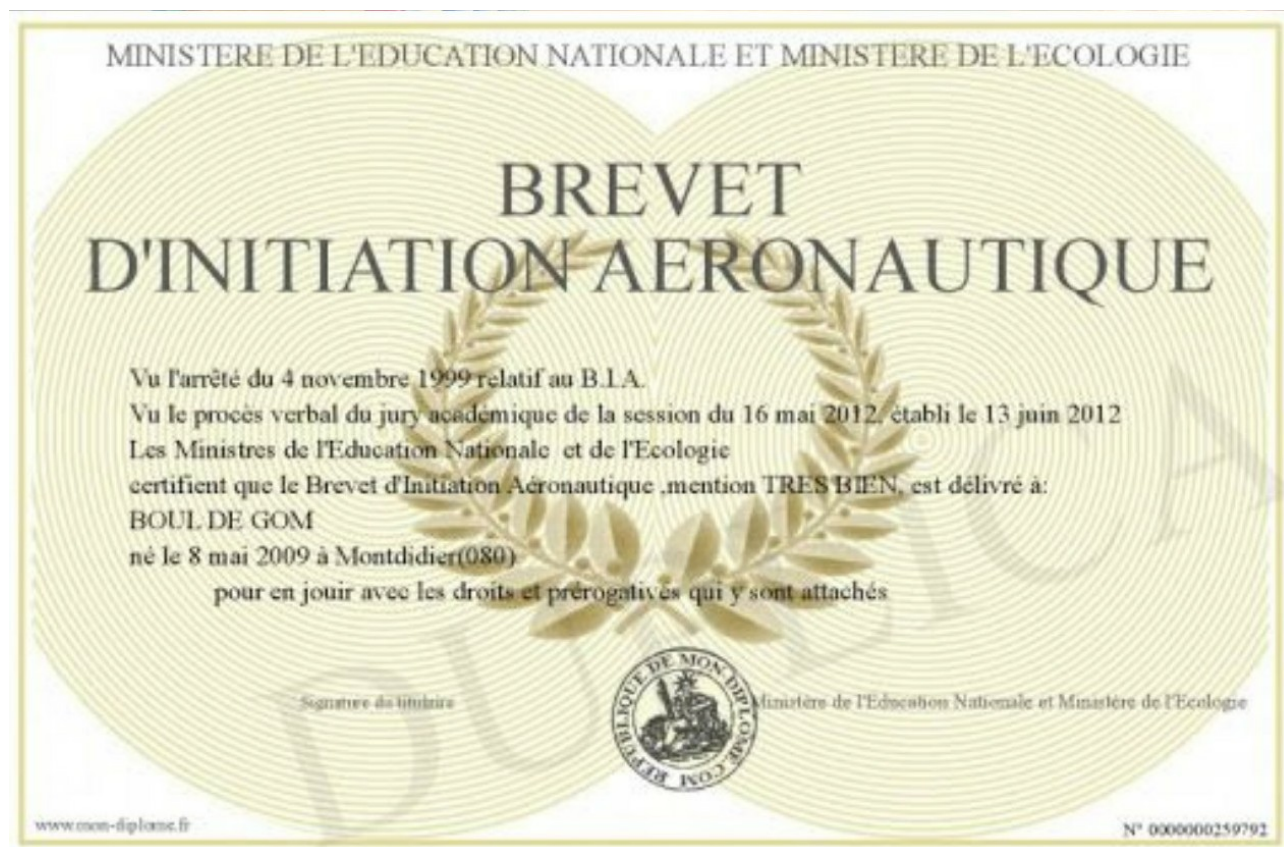 MINISTERE DE L'EDUCATION NATIONALE ET MINISTERE DE L'ECOLOGIE
BREVET
D'INITIATION AERONAUTIQUE
Vu l'arrêté du 4 novembre 1999 relatif au B.I.A.
Vu le procès verbal du jury académique de la session du 16 mai 2012, établi le 13 juin 2012
Les Ministres de l'Education Nationale et de l'Ecologie
certifient que le Brevet d'Initiation Aéronautique ,mention TRES BIEN, est délivré à:
BOUL DE GOM
né le 8 mai 2009 à Montdidier(080)
pour en jouir avec les droits et prérogatives qui y sont attachés
Signature du titulaire
Ministère de l'Education Nationale et Ministère de l'Ecologie
REPUBLIQUE DE MON DIPLOME.COM
www.mon-diplome.fr
N° 0000000259792